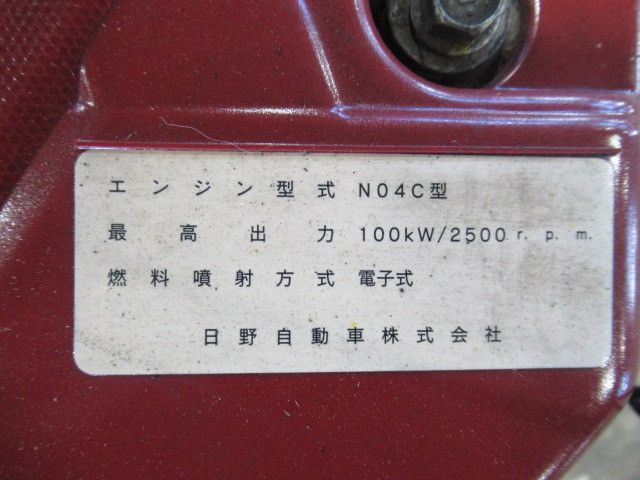 エンジン型式 N04C型
最高出力 100kW/2500 r. p. m.
燃料噴射方式 電子式
日野自動車株式会社